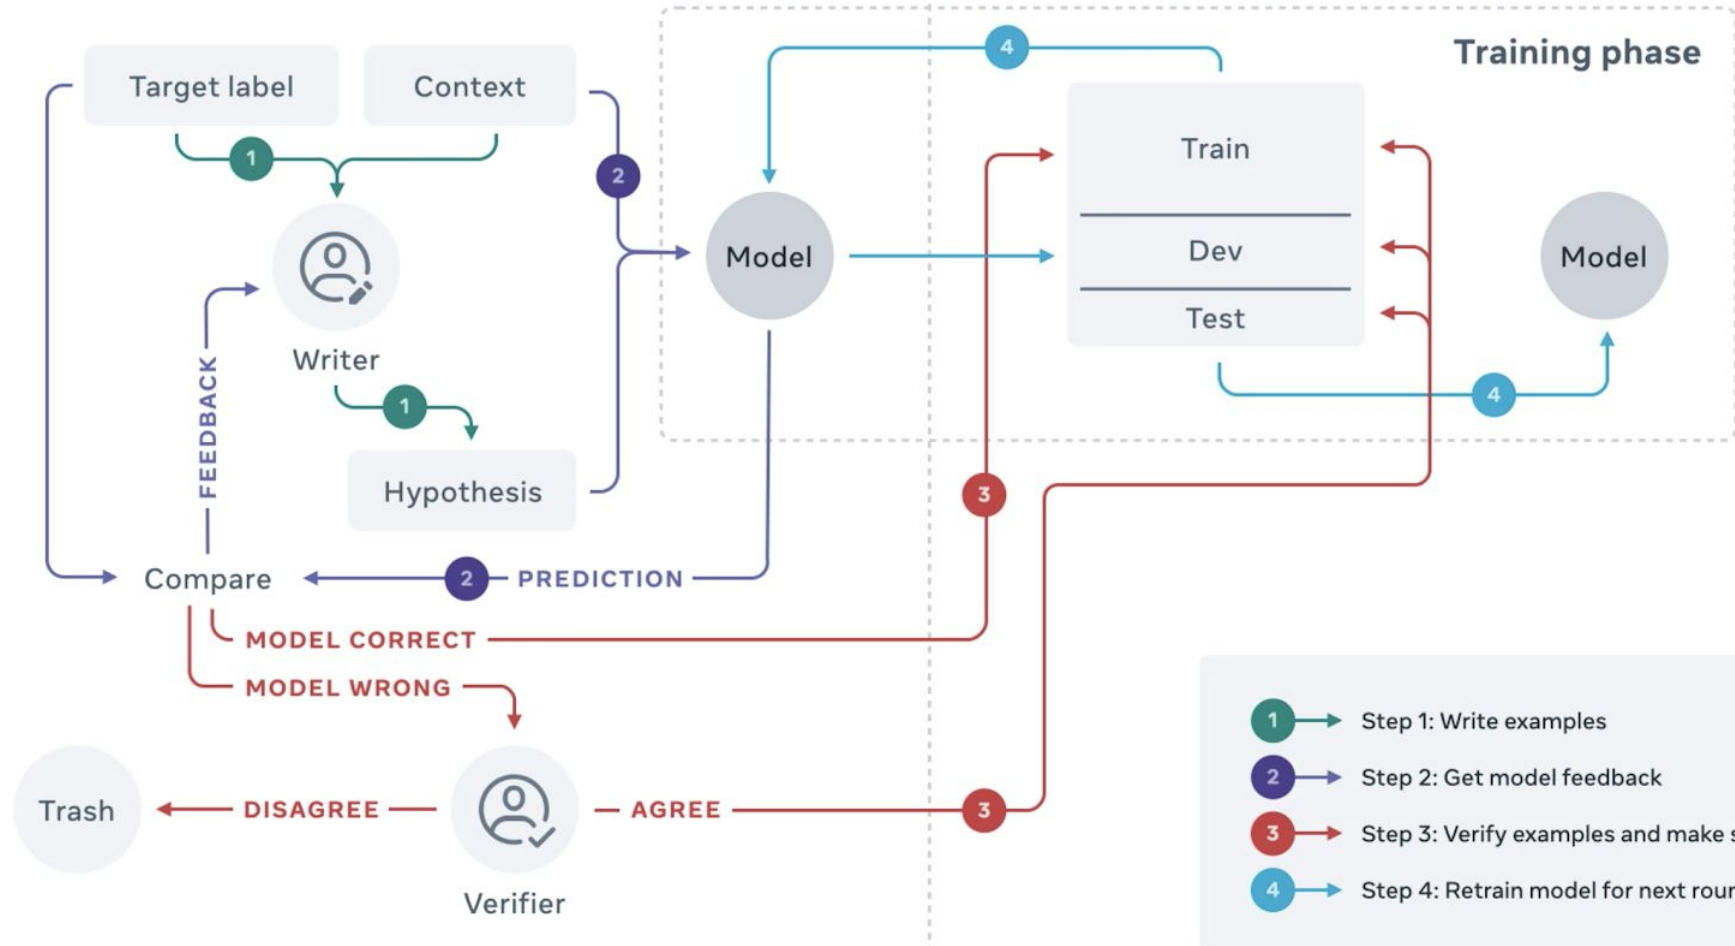 Target label
Context
4
Training phase
1
2
Train
Model
Dev
Model
Test
Writer
FEEDBACK
1
4
Hypothesis
3
Compare
2
PREDICTION
MODEL CORRECT
MODEL WRONG
1
Step 1: Write examples
2
Step 2: Get model feedback
Trash
DISAGREE
AGREE
3
3
Step 3: Verify examples and make
4
Step 4: Retrain model for next
Verifier